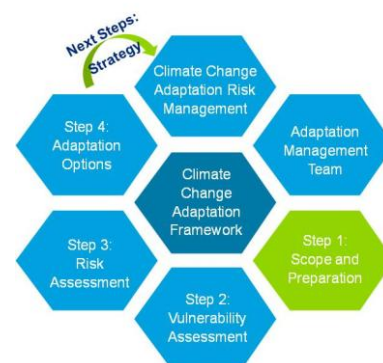 Next Steps:
Strategy
Climate Change
Adaptation Risk
Management
Adaptation
Management
Team
Step 1:
Scope and
Preparation
Step 2:
Vulnerability
Assessment
Step 3:
Risk
Assessment
Step 4:
Adaptation
Options
Climate
Change
Adaptation
Framework